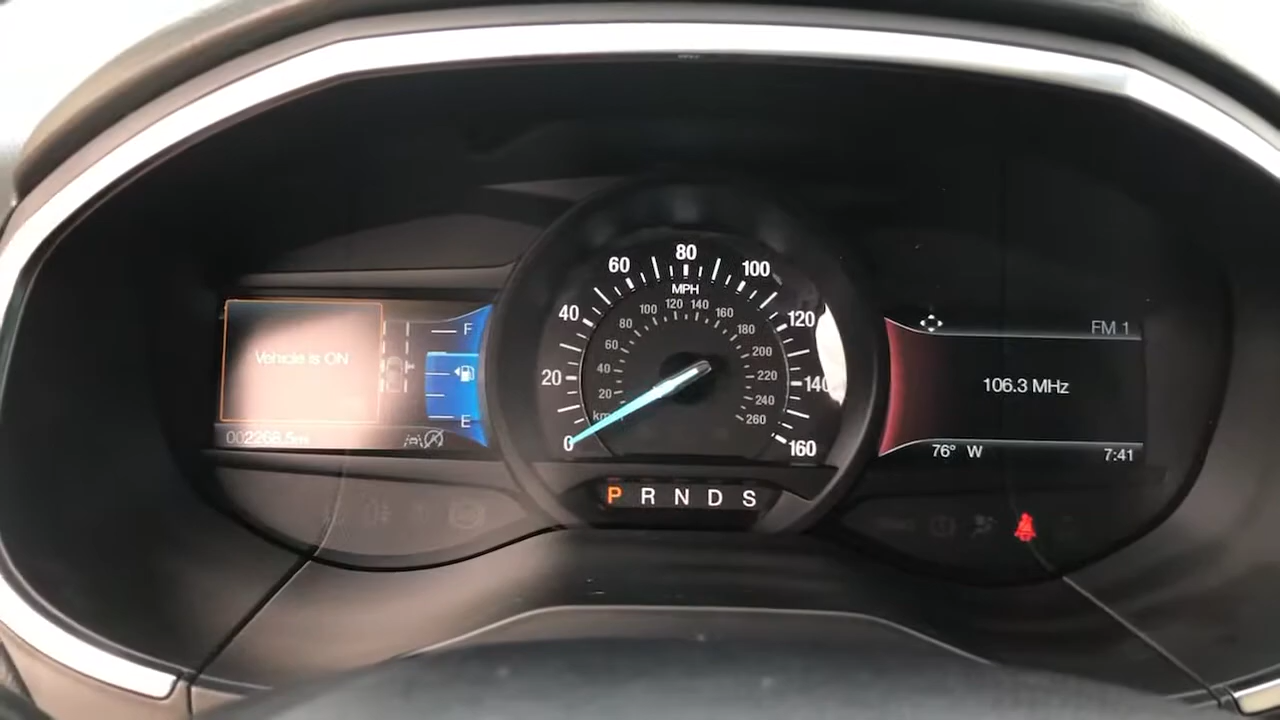 Vehicle is ON
F
E
002268.5mi
MPH
0
20
40
60
80
100
120
140
160
km/h
20
40
60
80
100
120
140
160
180
200
220
240
260
P R N D S
FM 1
106.3 MHz
76° W
7:41